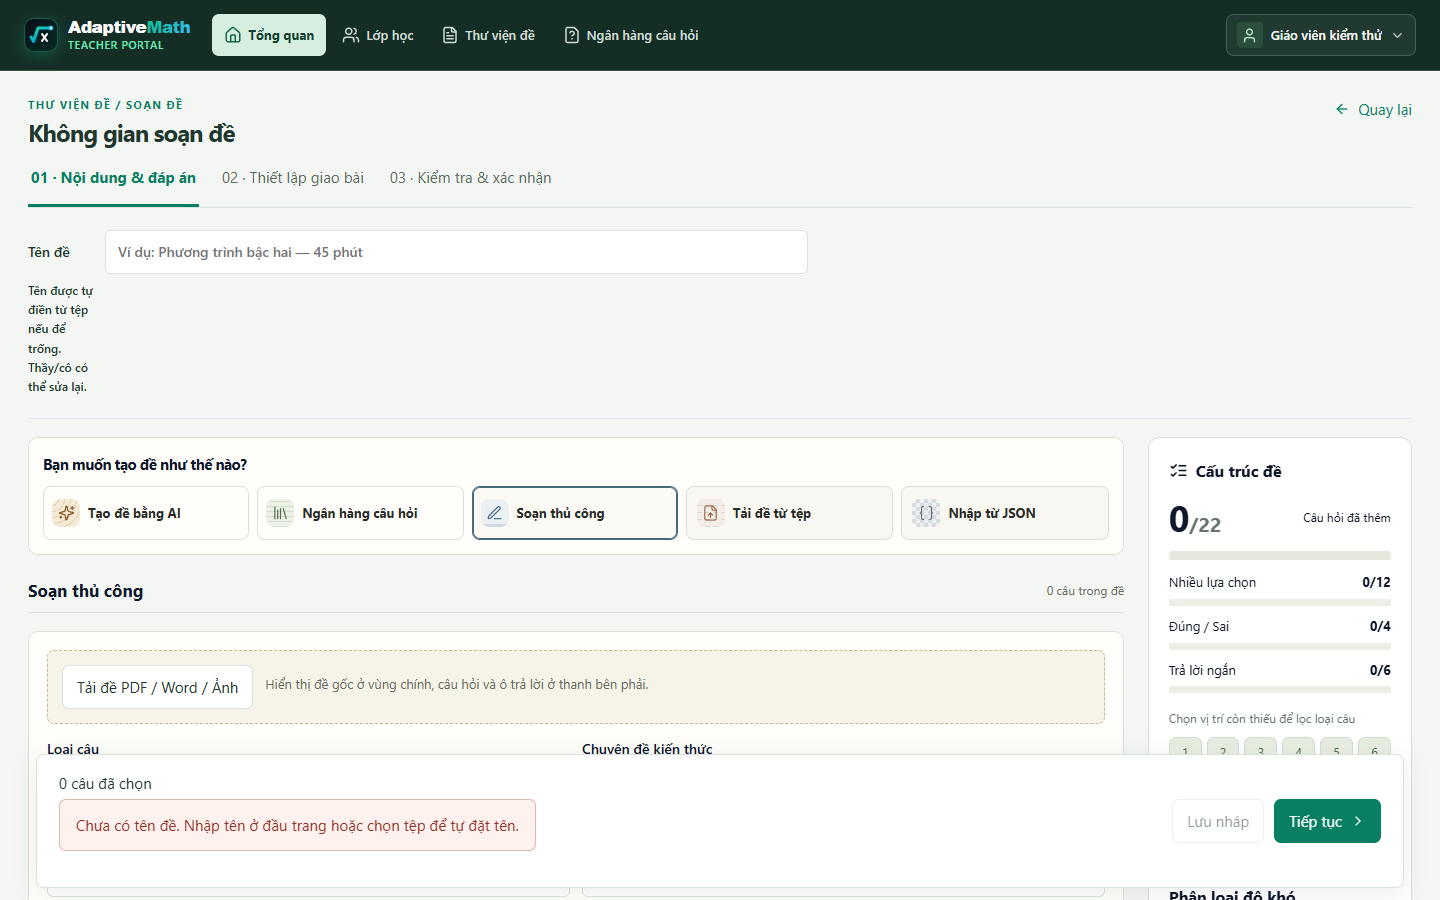 AdaptiveMath
TEACHER PORTAL
Tổng quan
Lớp học
Thư viện đề
Ngân hàng câu hỏi
Giáo viên kiểm thử
THƯ VIỆN ĐỀ / SOẠN ĐỀ
Quay lại
Không gian soạn đề
01 · Nội dung & đáp án
02 · Thiết lập giao bài
03 · Kiểm tra & xác nhận
Tên đề
Ví dụ: Phương trình bậc hai — 45 phút
Tên được tự
điền từ tệp
nếu để
trống.
Thầy/cô có
thể sửa lại.
Bạn muốn tạo đề như thế nào?
Tạo đề bằng AI
Ngân hàng câu hỏi
Soạn thủ công
Tải đề từ tệp
Nhập từ JSON
Soạn thủ công
0 câu trong đề
Tải đề PDF / Word / Ảnh
Hiển thị đề gốc ở vùng chính, câu hỏi và ô trả lời ở thanh bên phải.
Loại câu
Chuyên đề kiến thức
Cấu trúc đề
0/22
Câu hỏi đã thêm
Nhiều lựa chọn
0/12
Đúng / Sai
0/4
Trả lời ngắn
0/6
Chọn vị trí còn thiếu để lọc loại câu
1
2
3
4
5
6
0 câu đã chọn
Chưa có tên đề. Nhập tên ở đầu trang hoặc chọn tệp để tự đặt tên.
Lưu nháp
Tiếp tục
Phân loại độ khó